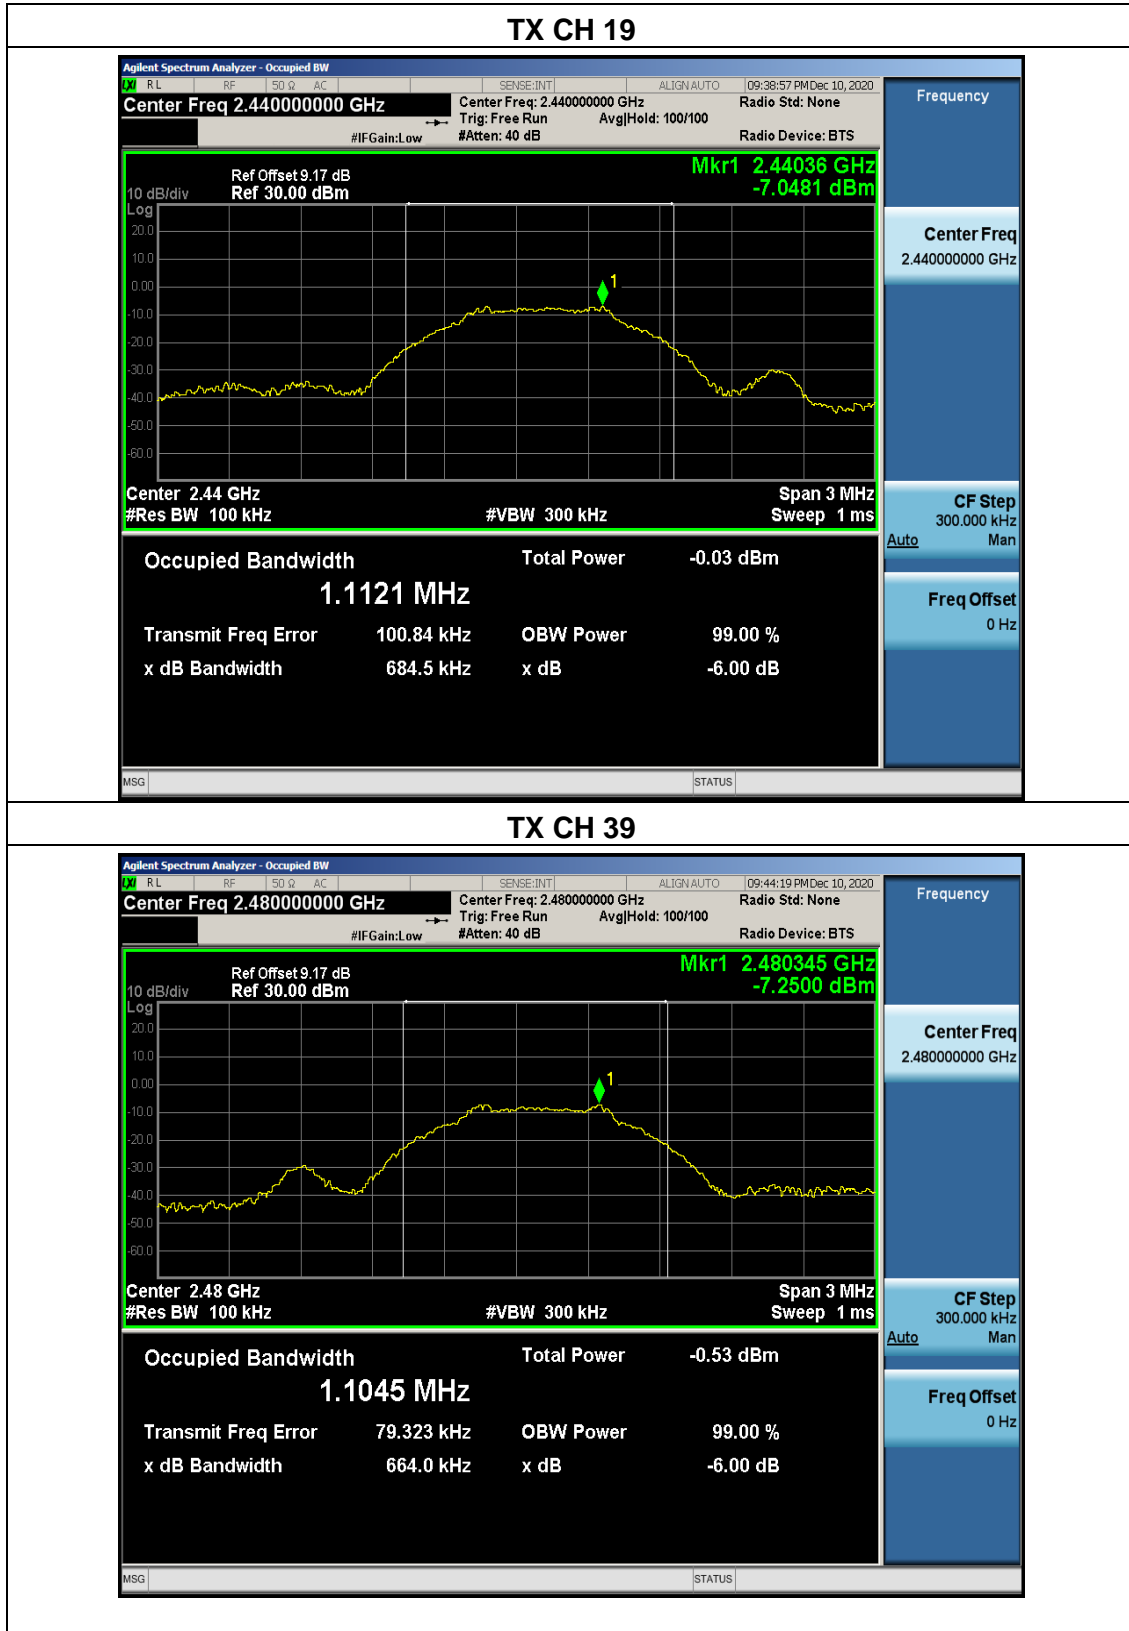 TX CH 19
Agilent Spectrum Analyzer - Occupied BW
LXI RL RF 50 Ω AC SENSE:INT ALIGN AUTO 09:38:57 PM Dec 10, 2020
Center Freq 2.440000000 GHz
Center Freq: 2.440000000 GHz
Radio Std: None
Trig: Free Run Avg|Hold: 100/100
#IFGain:Low #Atten: 40 dB Radio Device: BTS
Frequency
Mkr1 2.44036 GHz
-7.0481 dBm
Ref Offset 9.17 dB
10 dB/div Ref 30.00 dBm
Log
20.0
10.0
0.00
-10.0
-20.0
-30.0
-40.0
-50.0
-60.0
1
Center 2.44 GHz Span 3 MHz
#Res BW 100 kHz #VBW 300 kHz Sweep 1 ms
Center Freq
2.440000000 GHz
CF Step
300.000 kHz
Auto Man
Freq Offset
0 Hz
Occupied Bandwidth Total Power -0.03 dBm
1.1121 MHz
Transmit Freq Error 100.84 kHz OBW Power 99.00 %
x dB Bandwidth 684.5 kHz x dB -6.00 dB
MSG STATUS
TX CH 39
Agilent Spectrum Analyzer - Occupied BW
LXI RL RF 50 Ω AC SENSE:INT ALIGN AUTO 09:44:19 PM Dec 10, 2020
Center Freq 2.480000000 GHz
Center Freq: 2.480000000 GHz
Radio Std: None
Trig: Free Run Avg|Hold: 100/100
#IFGain:Low #Atten: 40 dB Radio Device: BTS
Frequency
Mkr1 2.480345 GHz
-7.2500 dBm
Ref Offset 9.17 dB
10 dB/div Ref 30.00 dBm
Log
20.0
10.0
0.00
-10.0
-20.0
-30.0
-40.0
-50.0
-60.0
1
Center 2.48 GHz Span 3 MHz
#Res BW 100 kHz #VBW 300 kHz Sweep 1 ms
Center Freq
2.480000000 GHz
CF Step
300.000 kHz
Auto Man
Freq Offset
0 Hz
Occupied Bandwidth Total Power -0.53 dBm
1.1045 MHz
Transmit Freq Error 79.323 kHz OBW Power 99.00 %
x dB Bandwidth 664.0 kHz x dB -6.00 dB
MSG STATUS